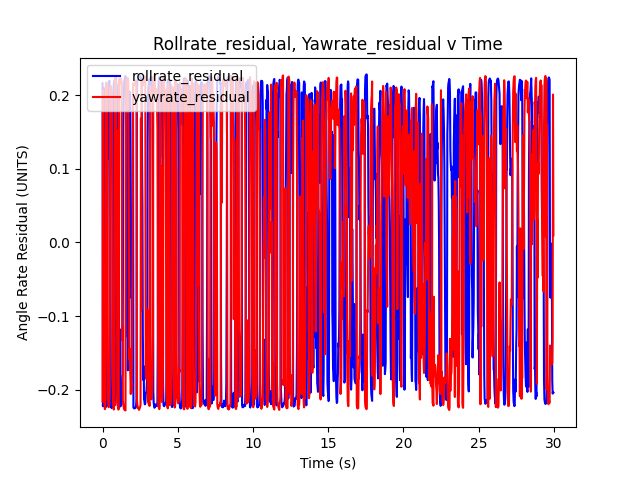 Rollrate_residual, Yawrate_residual v Time
rollrate_residual
yawrate_residual
Angle Rate Residual (UNITS)
0.2
0.1
0.0
−0.1
−0.2
0 5 10 15 20 25 30
Time (s)